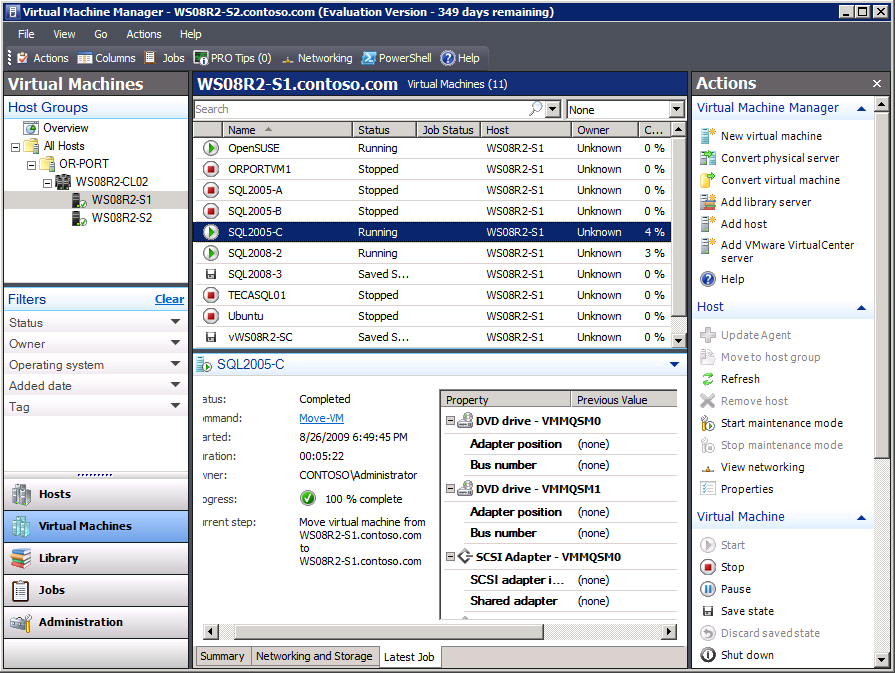 Virtual Machine Manager - WS08R2-S2.contoso.com (Evaluation Version - 349 days remaining)
File View Go Actions Help
Actions Columns Jobs PRO Tips (0) Networking PowerShell Help
Virtual Machines
Host Groups
Overview
All Hosts
OR-PORT
WS08R2-CL02
WS08R2-S1
WS08R2-S2
Filters Clear
Status
Owner
Operating system
Added date
Tag
Hosts
Virtual Machines
Library
Jobs
Administration
WS08R2-S1.contoso.com Virtual Machines (11)
Search None
Name Status Job Status Host Owner C...
OpenSUSE Running WS08R2-S1 Unknown 0 %
ORPORTVM1 Stopped WS08R2-S1 Unknown 0 %
SQL2005-A Stopped WS08R2-S1 Unknown 0 %
SQL2005-B Stopped WS08R2-S1 Unknown 0 %
SQL2005-C Running WS08R2-S1 Unknown 4 %
SQL2008-2 Running WS08R2-S1 Unknown 3 %
SQL2008-3 Saved S... WS08R2-S1 Unknown 0 %
TECASQL01 Stopped WS08R2-S1 Unknown 0 %
Ubuntu Stopped WS08R2-S1 Unknown 0 %
vWS08R2-SC Saved S... WS08R2-S1 Unknown 0 %
SQL2005-C
atus: Completed
mmand: Move-VM
arted: 8/26/2009 6:49:45 PM
uration: 00:05:22
wner: CONTOSO\Administrator
ogress: 100 % complete
urrent step: Move virtual machine from
WS08R2-S1.contoso.com
to
WS08R2-S1.contoso.com
Property Previous Value
DVD drive - VMMQSM0
Adapter position (none)
Bus number (none)
DVD drive - VMMQSM1
Adapter position (none)
Bus number (none)
SCSI Adapter - VMMQSM0
SCSI adapter i... (none)
Shared adapter (none)
Summary Networking and Storage Latest Job
Actions
Virtual Machine Manager
New virtual machine
Convert physical server
Convert virtual machine
Add library server
Add host
Add VMware VirtualCenter
server
Help
Host
Update Agent
Move to host group
Refresh
Remove host
Start maintenance mode
Stop maintenance mode
View networking
Properties
Virtual Machine
Start
Stop
Pause
Save state
Discard saved state
Shut down